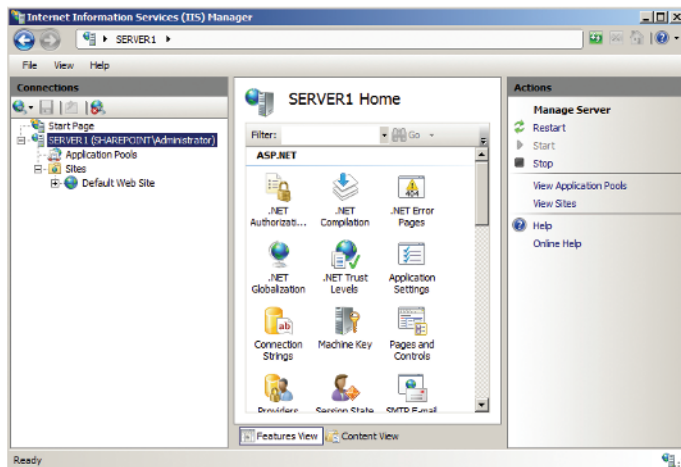 Internet Information Services (IIS) Manager
SERVER1
File View Help
Connections
Start Page
SERVER1 (SHAREPOINT\Administrator)
Application Pools
Sites
Default Web Site
SERVER1 Home
Filter: Go
ASP.NET
.NET Authorizati...
.NET Compilation
.NET Error Pages
404
.NET Globalization
.NET Trust Levels
Application Settings
ab
Connection Strings
Machine Key
Pages and Controls
Providers
Session State
SMTP E-mail
Features View
Content View
Actions
Manage Server
Restart
Start
Stop
View Application Pools
View Sites
Help
Online Help
Ready